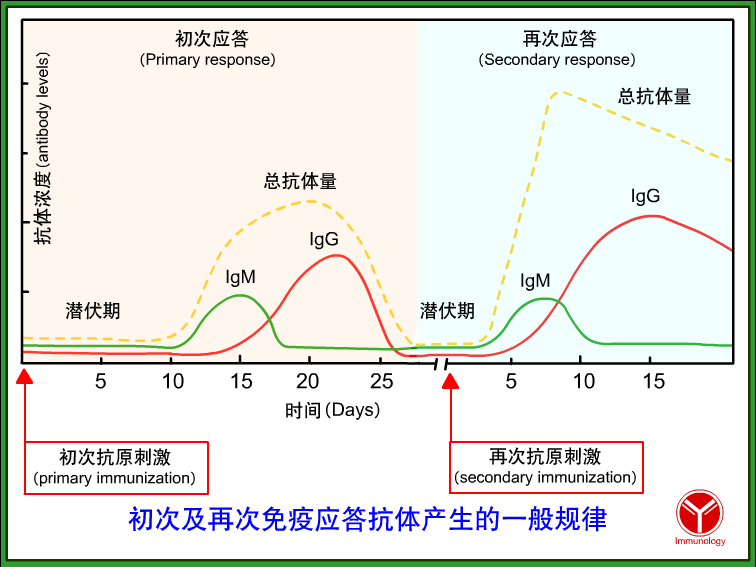 初次应答
(Primary response)
再次应答
(Secondary response)
抗体浓度(antibody levels)
总抗体量
IgG
IgM
潜伏期
总抗体量
IgG
IgM
潜伏期
5 10 15 20 25 5 10 15
时间(Days)
初次抗原刺激
(primary immunization)
再次抗原刺激
(secondary immunization)
初次及再次免疫应答抗体产生的一般规律
Immunology